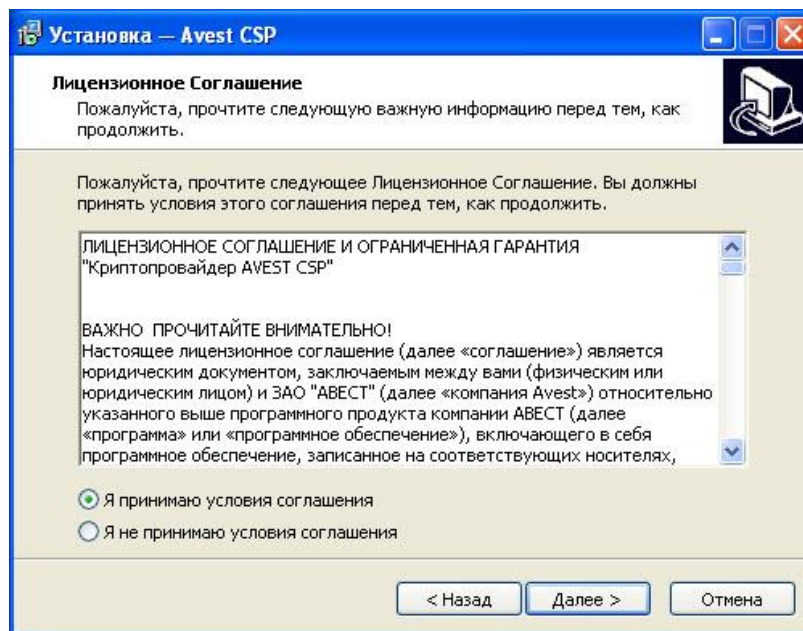 Установка — Avest CSP
Лицензионное Соглашение
Пожалуйста, прочтите следующую важную информацию перед тем, как
продолжить.
Пожалуйста, прочтите следующее Лицензионное Соглашение. Вы должны
принять условия этого соглашения перед тем, как продолжить.
ЛИЦЕНЗИОННОЕ СОГЛАШЕНИЕ И ОГРАНИЧЕННАЯ ГАРАНТИЯ
"Криптопровайдер AVEST CSP"
ВАЖНО  ПРОЧИТАЙТЕ ВНИМАТЕЛЬНО!
Настоящее лицензионное соглашение (далее «соглашение») является
юридическим документом, заключаемым между вами (физическим или
юридическим лицом) и ЗАО "АВЕСТ" (далее «компания Avest») относительно
указанного выше программного продукта компании АВЕСТ (далее
«программа» или «программное обеспечение»), включающего в себя
программное обеспечение, записанное на соответствующих носителях,
Я принимаю условия соглашения
Я не принимаю условия соглашения
< Назад
Далее >
Отмена